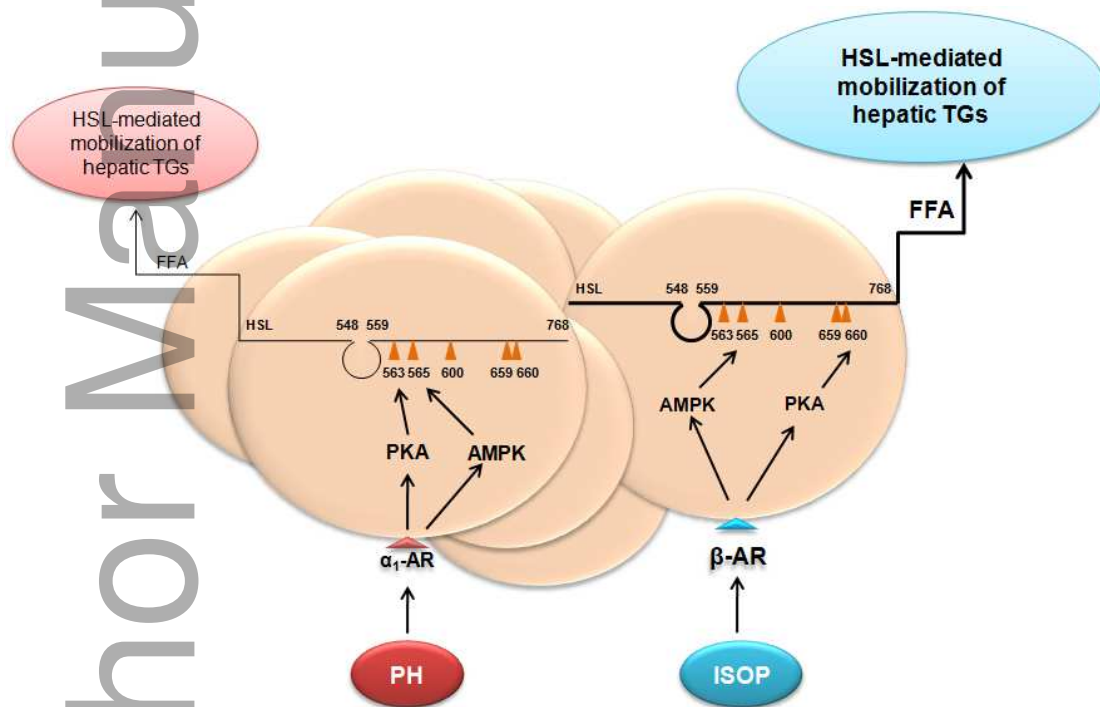 hor Manu
HSL-mediated
mobilization of
hepatic TGs
HSL-mediated
mobilization of
hepatic TGs
FFA
FFA
HSL
548 559
768
563 565
600
659 660
AMPK
PKA
HSL
548 559
768
563 565
600
659 660
PKA
AMPK
α₁-AR
β-AR
PH
ISOP